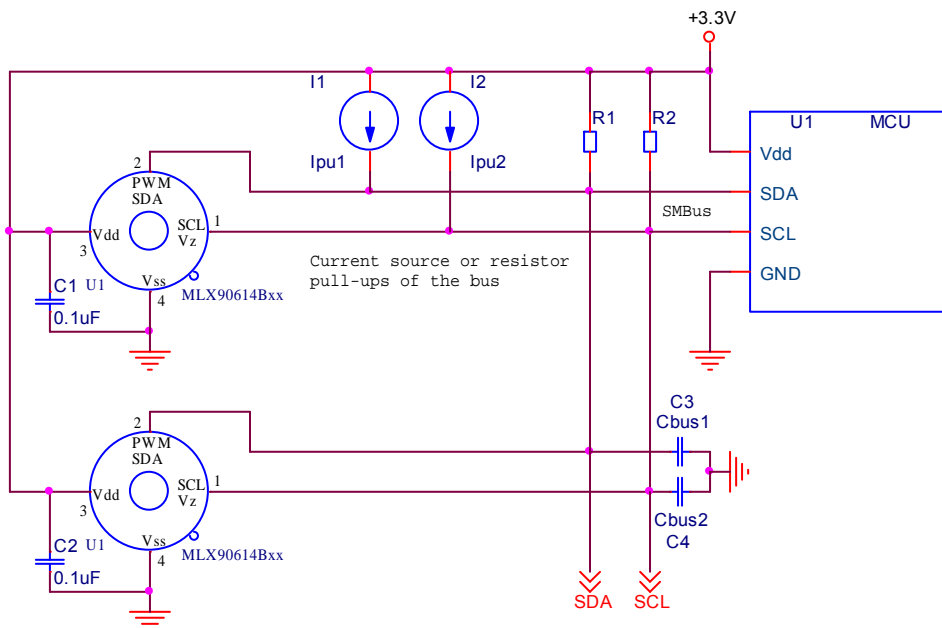 +3.3V
I1
I2
R1
R2
U1 MCU
2
Ipu1
Ipu2
Vdd
PWM
SDA
SDA
SMBus
SCL
Vz
1
SCL
Vdd
3
Current source or resistor
pull-ups of the bus
GND
Vss
4
C1
U1
MLX90614Bxx
0.1uF
C3
Cbus1
2
PWM
SDA
SCL
Vz
1
Vdd
3
Cbus2
C4
Vss
4
C2
U1
MLX90614Bxx
0.1uF
SDA
SCL